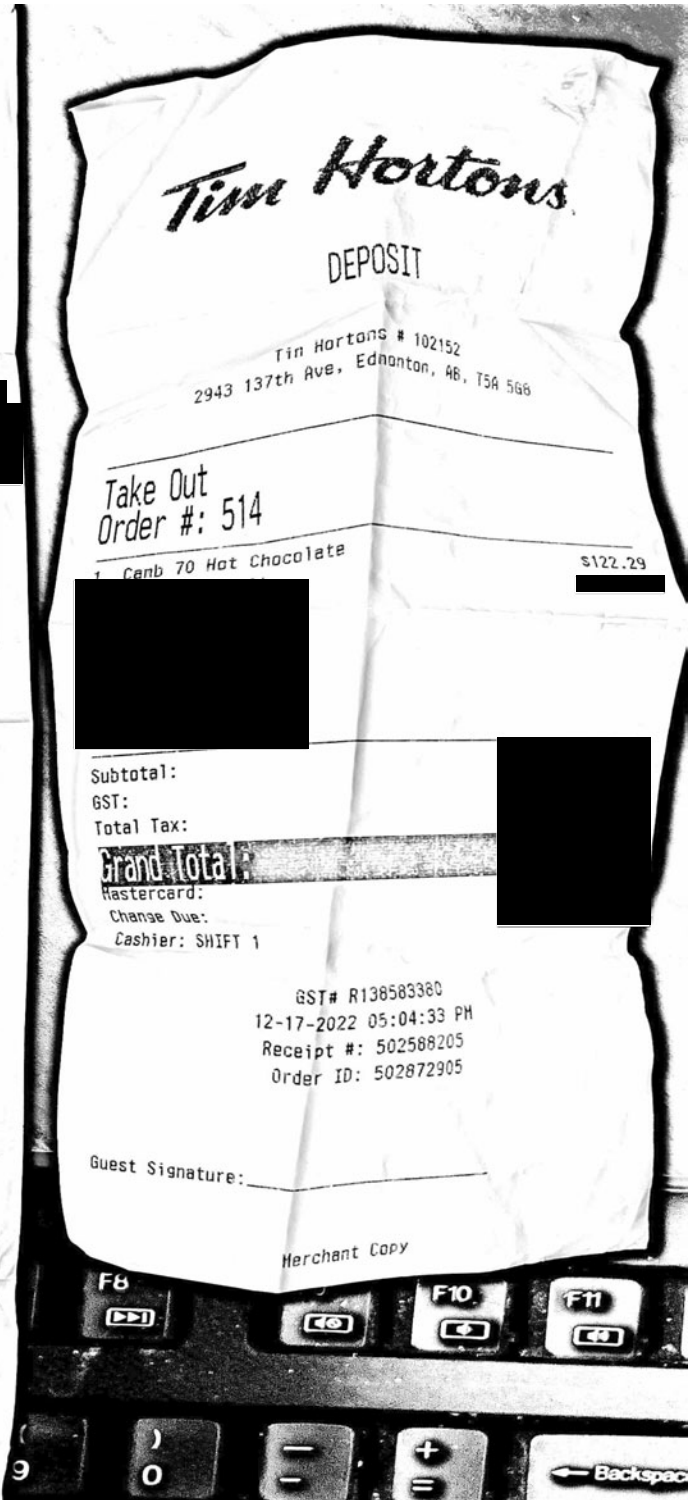 Tim Hortons
DEPOSIT
Tim Hortons # 102152
2943 137th Ave, Edmonton, AB, T5A 5G8
Take Out
Order #: 514
1 Camb 70 Hot Chocolate $122.29
Subtotal:
GST:
Total Tax:
Grand Total:
Mastercard:
Change Due:
Cashier: SHIFT 1
GST# R138583380
12-17-2022 05:04:33 PM
Receipt #: 502588205
Order ID: 502872905
Guest Signature:
Merchant Copy
F8 F10 F11
) + 
9 0 - =
Backspace